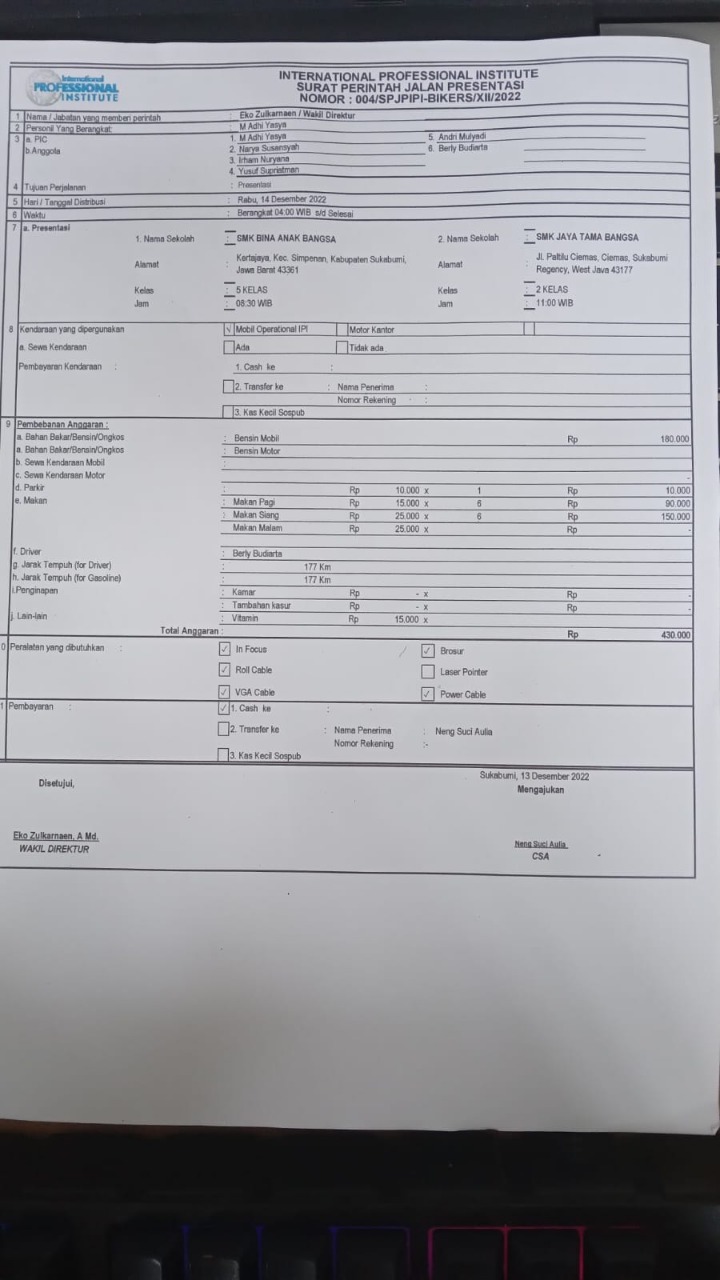 International
PROFESSIONAL
INSTITUTE
INTERNATIONAL PROFESSIONAL INSTITUTE
SURAT PERINTAH JALAN PRESENTASI
NOMOR : 004/SPJPIPI-BIKERS/XII/2022
1 Nama / Jabatan yang memberi perintah : Eko Zulkarnaen / Wakil Direktur
2 Personil Yang Berangkat : M Adhi Yasya
3 a. PIC 1. M Adhi Yasya 5. Andri Mulyadi
b.Anggota 2. Narya Susansyah 6. Berly Budiarta
3. Irham Nuryana
4. Yusuf Supriatman
4 Tujuan Perjalanan : Presentasi
5 Hari / Tanggal Distribusi : Rabu, 14 Desember 2022
6 Waktu : Berangkat 04:00 WIB s/d Selesai
7 a. Presentasi 1. Nama Sekolah : SMK BINA ANAK BANGSA 2. Nama Sekolah : SMK JAYA TAMA BANGSA
Alamat Kertajaya, Kec. Simpenan, Kabupaten Sukabumi, Jawa Barat 43361 Alamat Jl. Ciemas, Ciemas, Sukabumi Regency, West Java 43177
Kelas : 5 KELAS Kelas : 2 KELAS
Jam : 08:30 WIB Jam : 11:00 WIB
8 Kendaraan yang dipergunakan √ Mobil Operasional IPI Motor Kantor
a. Sewa Kendaraan Ada Tidak ada
Pembayaran Kendaraan : 1. Cash ke :
2. Transfer ke : Nama Penerima :
Nomor Rekening :
3. Kas Kecil Sospub
9 Pembebanan Anggaran :
a. Bahan Bakar/Bensin/Ongkos : Bensin Mobil Rp 180.000
a. Bahan Bakar/Bensin/Ongkos : Bensin Motor
b. Sewa Kendaraan Mobil :
c. Sewa Kendaraan Motor -
d. Parkir : Rp 10.000 x 1 Rp 10.000
e. Makan : Makan Pagi Rp 15.000 x 6 Rp 90.000
: Makan Siang Rp 25.000 x 6 Rp 150.000
Makan Malam Rp 25.000 x Rp -
f. Driver : Berly Budiarta
g. Jarak Tempuh (for Driver) : 177 Km
h. Jarak Tempuh (for Gasoline) : 177 Km
i.Penginapan : Kamar Rp - x Rp -
: Tambahan kasur Rp - x Rp -
j. Lain-lain : Vitamin Rp 15.000 x
Total Anggaran : Rp 430.000
0 Peralatan yang dibutuhkan : ✓ In Focus ✓ Brosur
✓ Roll Cable Laser Pointer
✓ VGA Cable ✓ Power Cable
1 Pembayaran : ✓ 1. Cash ke :
2. Transfer ke : Nama Penerima : Neng Suci Aulia
Nomor Rekening :-
3. Kas Kecil Sospub
Sukabumi, 13 Desember 2022
Disetujui, Mengajukan
Eko Zulkarnaen, A Md. Neng Suci Aulia
WAKIL DIREKTUR CSA